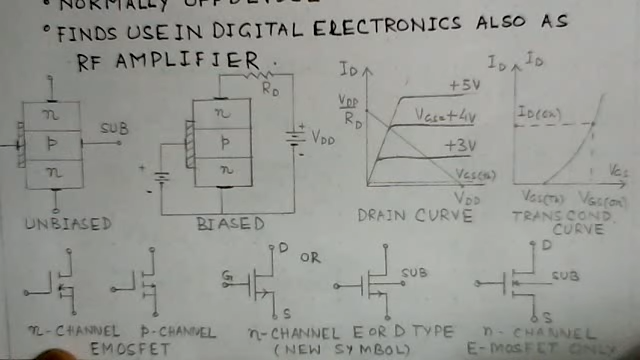 • NORMALLY OFF DEVICE
• FINDS USE IN DIGITAL ELECTRONICS ALSO AS
RF AMPLIFIER.
n
p
n
SUB
UNBIASED
n
p
n
RD
+
-
+
-
VDD
BIASED
ID
VDD
RD
+5V
VGS=+4V
+3V
VGS(Th)
VDD
DRAIN CURVE
ID
ID
ID(ON)
VGS
VGS(Th)
VGS(ON)
TRANSCOND.
CURVE
n-CHANNEL
p-CHANNEL
EMOSFET
G
D
S
OR
SUB
n-CHANNEL E OR D TYPE
(NEW SYMBOL)
D
SUB
S
n-CHANNEL
E-MOSFET ONLY